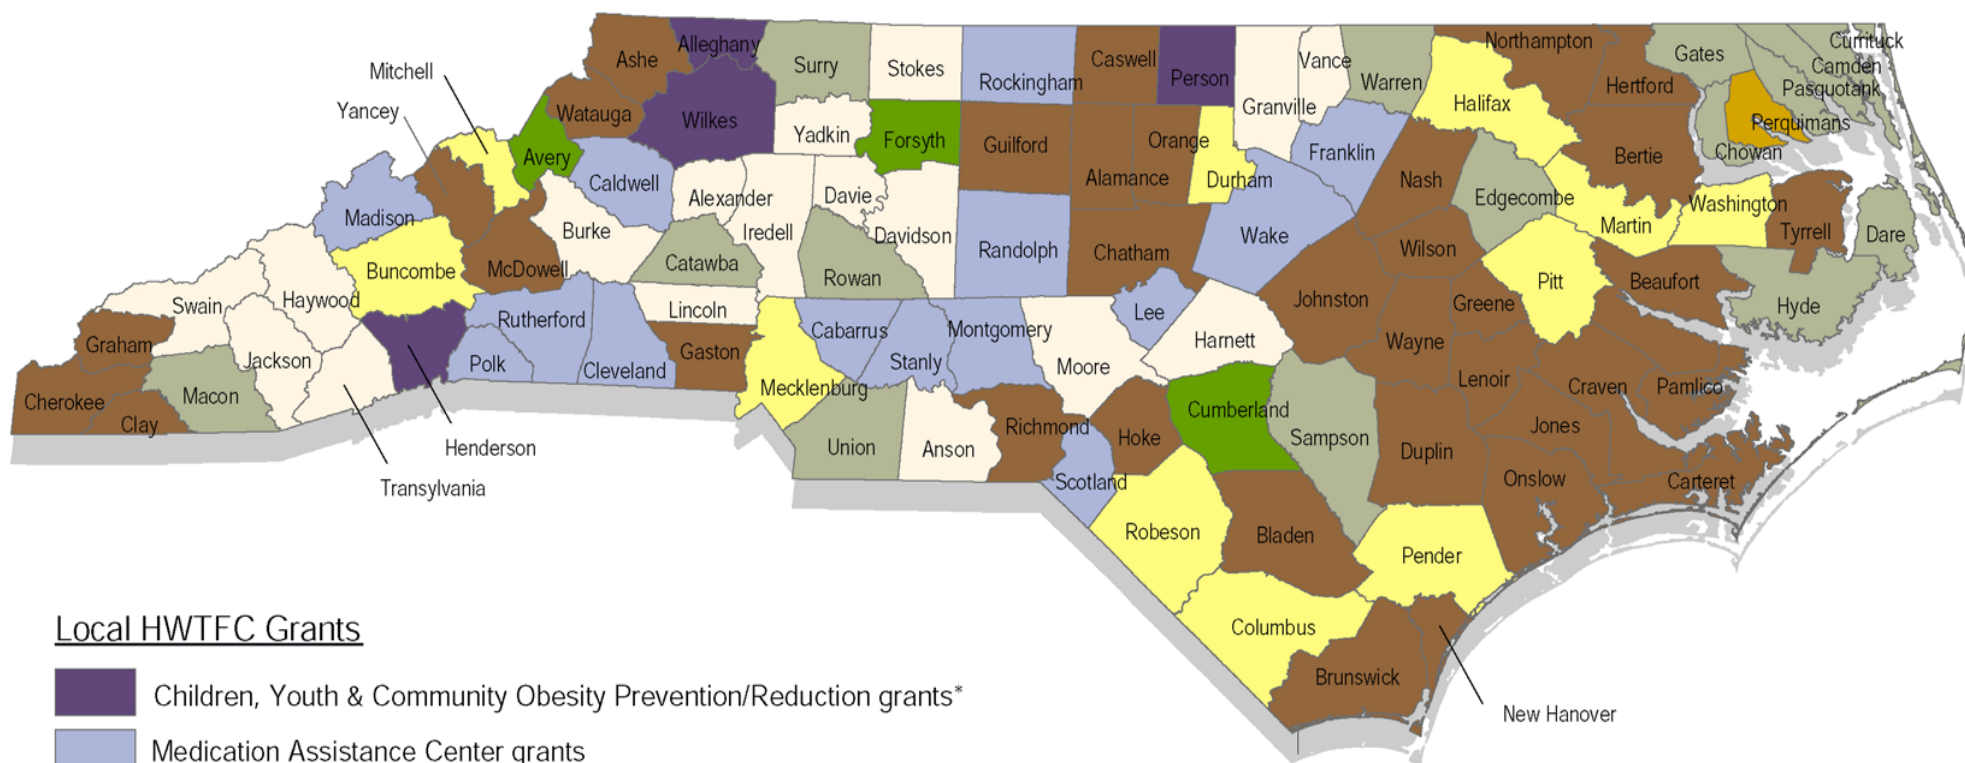 Alleghany
Ashe
Surry
Stokes
Rockingham
Caswell
Person
Vance
Granville
Warren
Northampton
Gates
Currituck
Camden
Pasquotank
Hertford
Halifax
Perquimans
Chowan
Bertie
Mitchell
Yancey
Watauga
Wilkes
Yadkin
Forsyth
Guilford
Orange
Alamance
Durham
Franklin
Nash
Edgecombe
Martin
Washington
Tyrrell
Dare
Avery
Caldwell
Alexander
Davie
Iredell
Davidson
Randolph
Chatham
Wake
Wilson
Madison
Burke
Buncombe
McDowell
Catawba
Rowan
Johnston
Greene
Pitt
Beaufort
Hyde
Swain
Haywood
Rutherford
Lincoln
Cabarrus
Montgomery
Lee
Harnett
Wayne
Graham
Jackson
Polk
Cleveland
Gaston
Stanly
Moore
Lenoir
Craven
Pamlico
Cherokee
Macon
Mecklenburg
Clay
Cumberland
Sampson
Richmond
Hoke
Jones
Duplin
Henderson
Union
Anson
Scotland
Onslow
Carteret
Transylvania
Robeson
Bladen
Pender
Columbus
Brunswick
New Hanover
Local HWTFC Grants
Children, Youth & Community Obesity Prevention/Reduction grants*
Medication Assistance Center grants